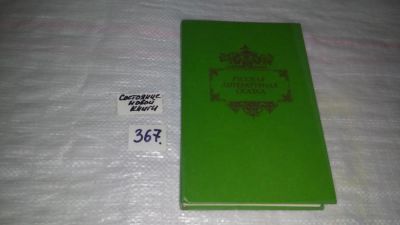 Состояние
новой
книги
367.
РУССКАЯ
ЛИТЕРАТУРНАЯ
СКАЗКА